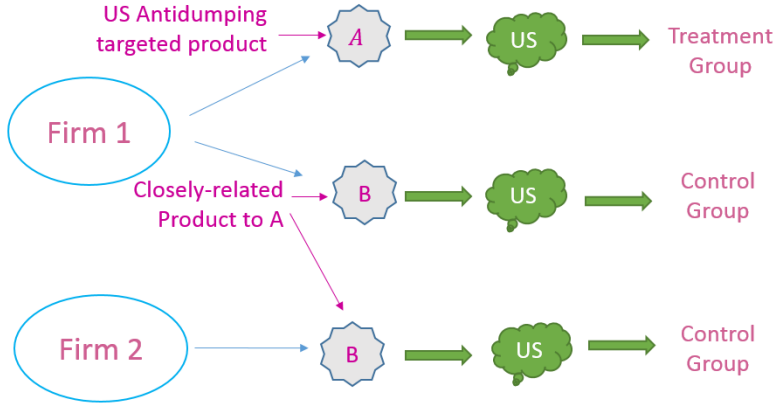 US Antidumping
targeted product
A
US
Treatment
Group
Firm 1
Closely-related
Product to A
B
US
Control
Group
Firm 2
B
US
Control
Group